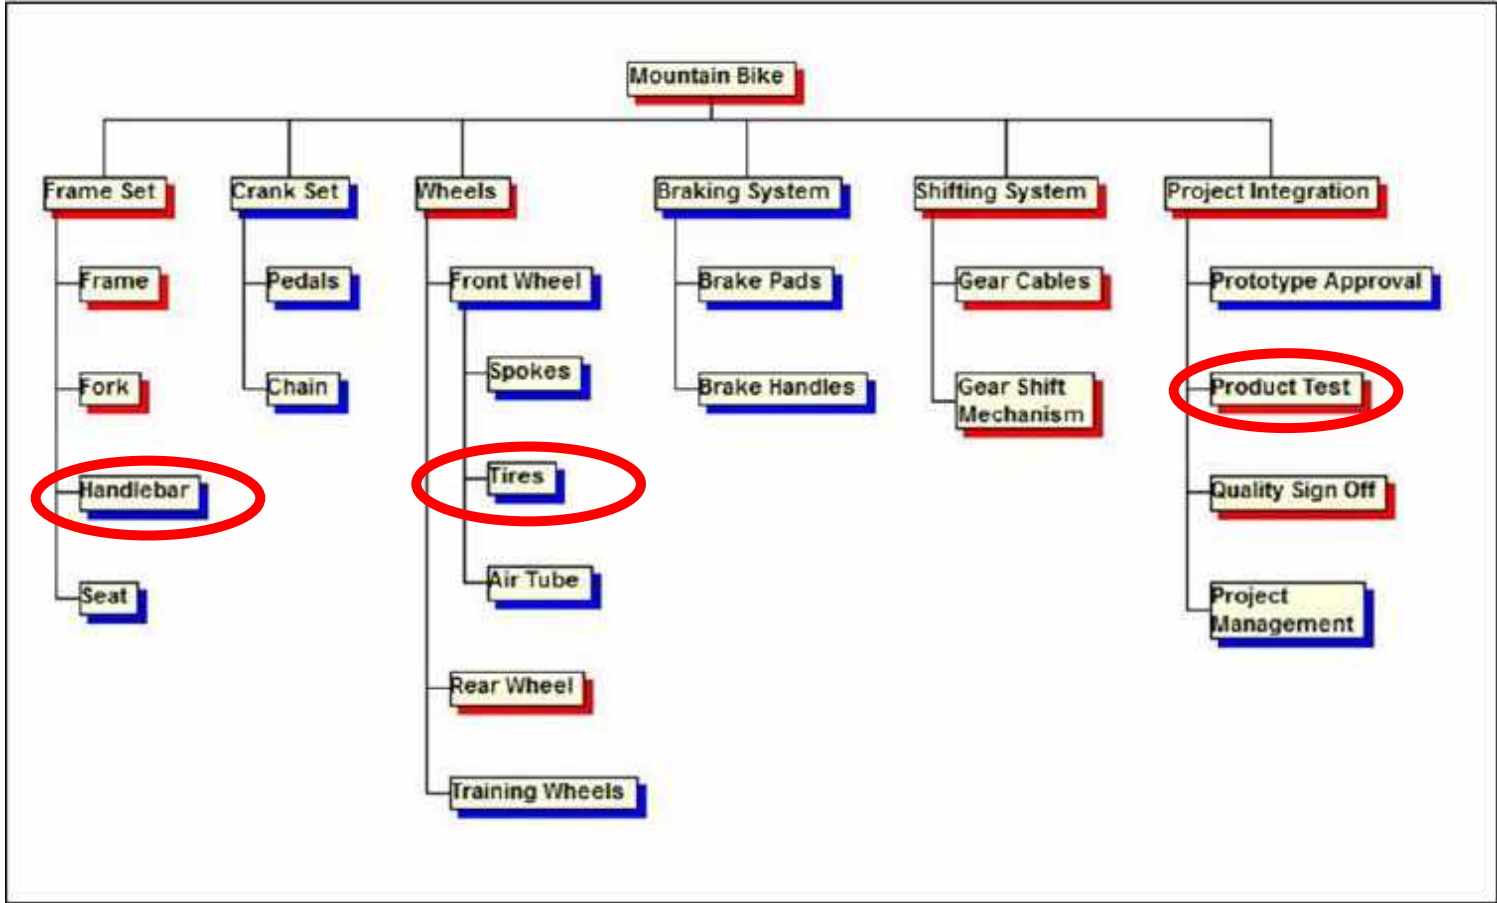 Mountain Bike
Frame Set
Crank Set
Wheels
Braking System
Shifting System
Project Integration
Frame
Pedals
Front Wheel
Brake Pads
Gear Cables
Prototype Approval
Spokes
Fork
Chain
Brake Handles
Gear Shift
Mechanism
Product Test
Tires
Handlebar
Quality Sign Off
Air Tube
Seat
Project
Management
Rear Wheel
Training Wheels